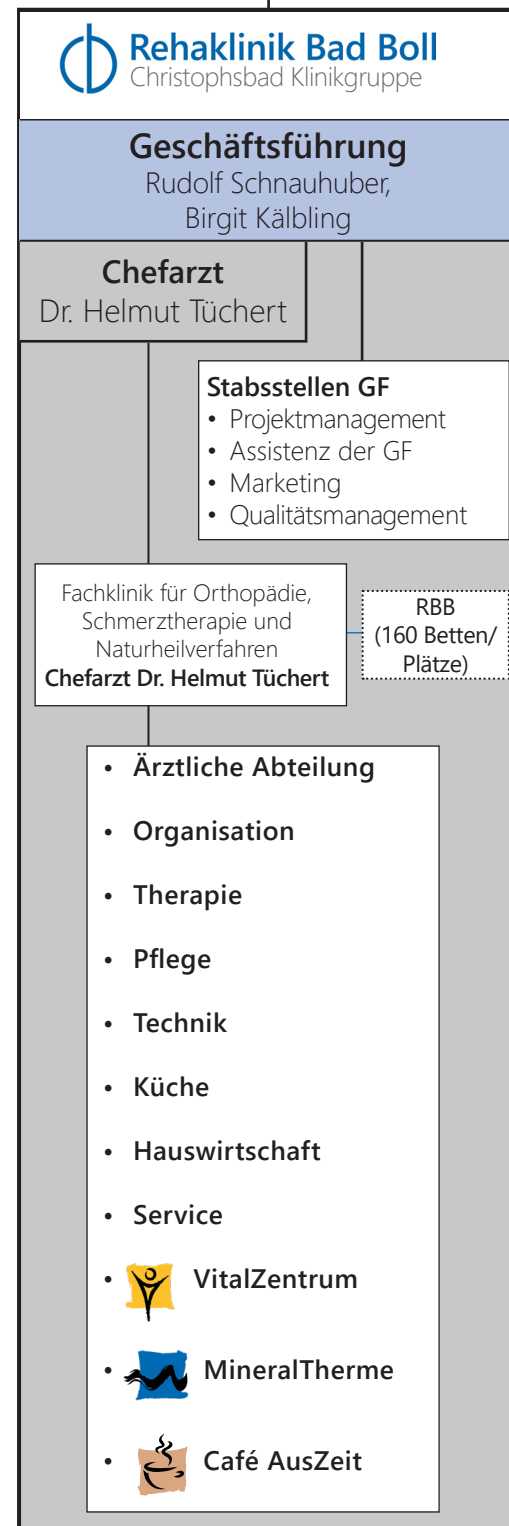 Rehaklinik Bad Boll
Christophsbad Klinikgruppe
Geschäftsführung
Rudolf Schnauhuber,
Birgit Kälbling
Chefarzt
Dr. Helmut Tüchert
Stabsstellen GF
• Projektmanagement
• Assistenz der GF
• Marketing
• Qualitätsmanagement
Fachklinik für Orthopädie,
Schmerztherapie und
Naturheilverfahren
Chefarzt Dr. Helmut Tüchert
RBB
(160 Betten/
Plätze)
• Ärztliche Abteilung
• Organisation
• Therapie
• Pflege
• Technik
• Küche
• Hauswirtschaft
• Service
• VitalZentrum
• MineralTherme
• Café AusZeit